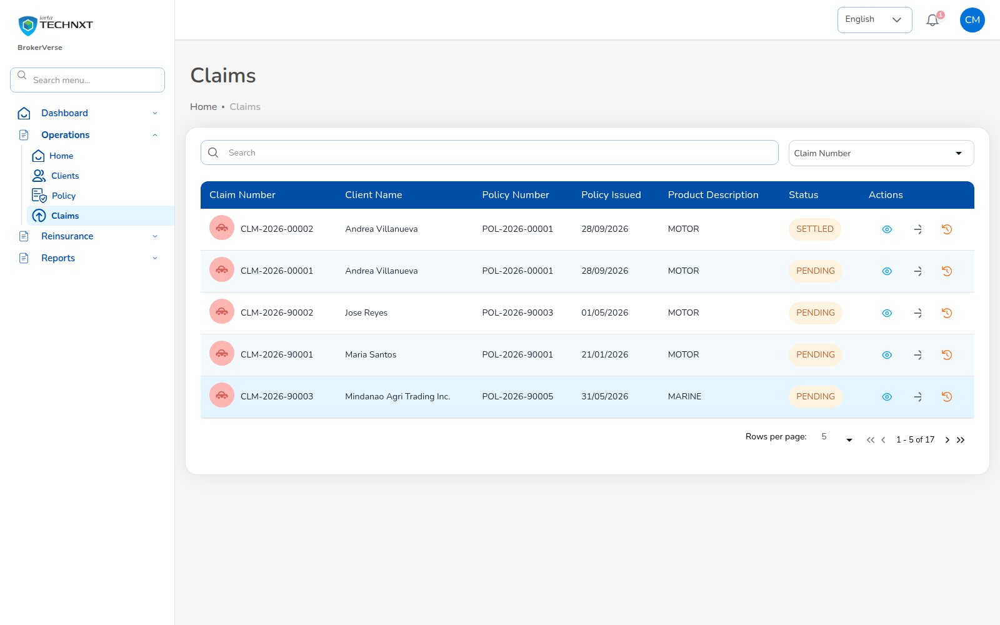 iorta
TECHNXT
BrokerVerse
Search menu...
Dashboard
Operations
Home
Clients
Policy
Claims
Reinsurance
Reports
English
1
CM
Claims
Home • Claims
Search
Claim Number
Claim Number Client Name Policy Number Policy Issued Product Description Status Actions
CLM-2026-00002 Andrea Villanueva POL-2026-00001 28/09/2026 MOTOR SETTLED
CLM-2026-00001 Andrea Villanueva POL-2026-00001 28/09/2026 MOTOR PENDING
CLM-2026-90002 Jose Reyes POL-2026-90003 01/05/2026 MOTOR PENDING
CLM-2026-90001 Maria Santos POL-2026-90001 21/01/2026 MOTOR PENDING
CLM-2026-90003 Mindanao Agri Trading Inc. POL-2026-90005 31/05/2026 MARINE PENDING
Rows per page: 5 1 - 5 of 17